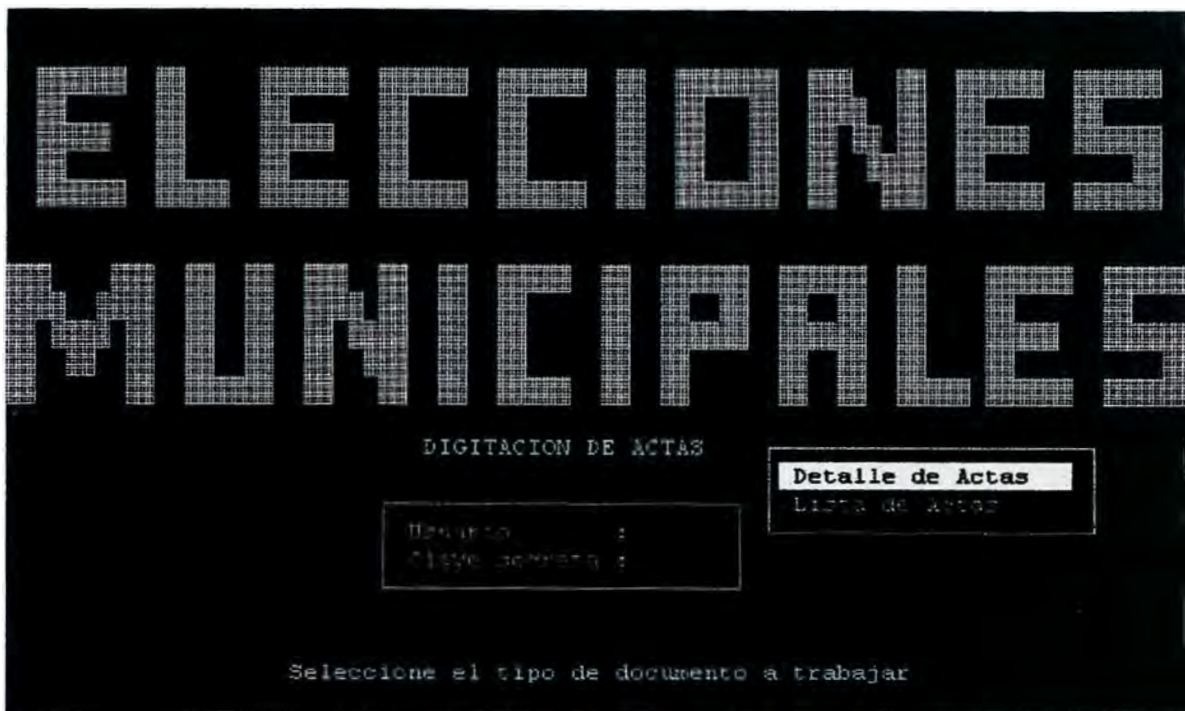 ELECCIONES
MUNICIPALES
DIGITACION DE ACTAS
Detalle de Actas
Lista de Actas
Usuario :
Clave secreta :
Seleccione el tipo de documento a trabajar